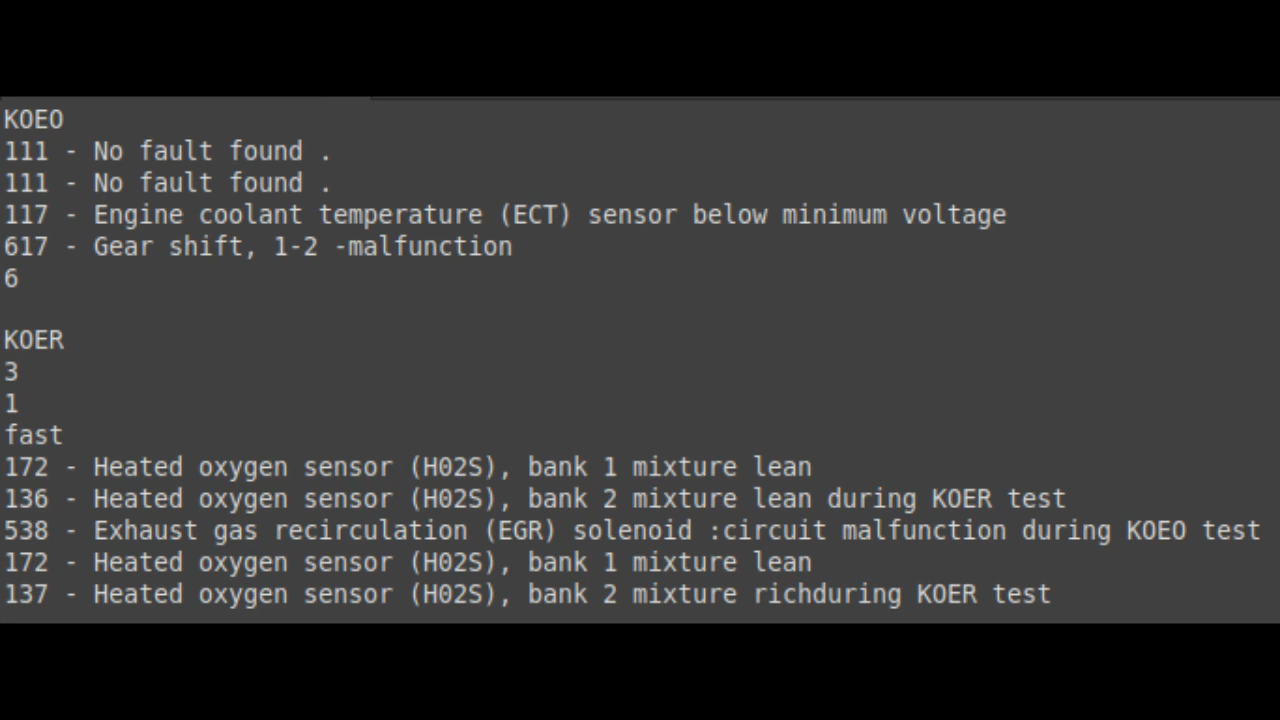 KOEO
111 - No fault found .
111 - No fault found .
117 - Engine coolant temperature (ECT) sensor below minimum voltage
617 - Gear shift, 1-2 -malfunction
6
KOER
3
1
fast
172 - Heated oxygen sensor (H02S), bank 1 mixture lean
136 - Heated oxygen sensor (H02S), bank 2 mixture lean during KOER test
538 - Exhaust gas recirculation (EGR) solenoid :circuit malfunction during KOEO test
172 - Heated oxygen sensor (H02S), bank 1 mixture lean
137 - Heated oxygen sensor (H02S), bank 2 mixture richduring KOER test